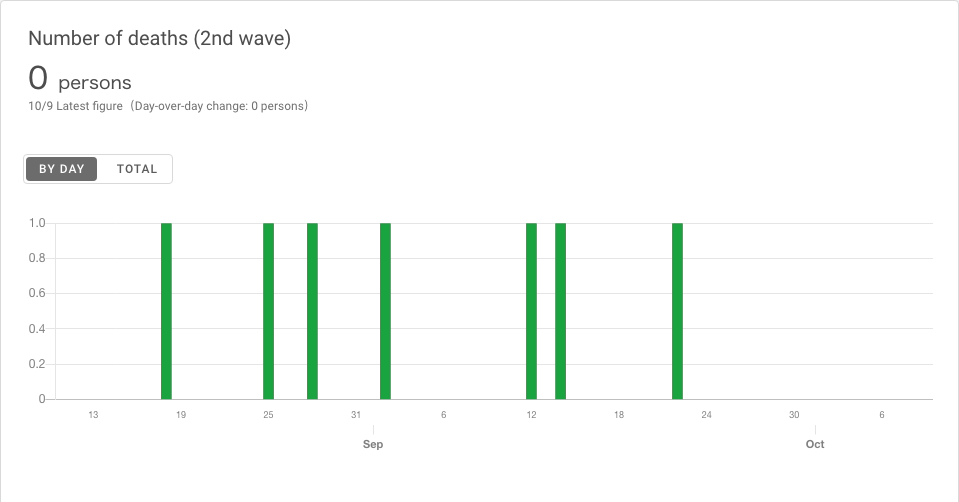 Number of deaths (2nd wave)
0 persons
10/9 Latest figure（Day-over-day change: 0 persons）
BY DAY TOTAL
1.0
0.8
0.6
0.4
0.2
0
13 19 25 31 6 12 18 24 30 6
Sep Oct